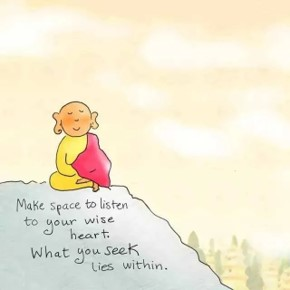 Make space to listen
to your wise
heart.
What you seek
lies within.